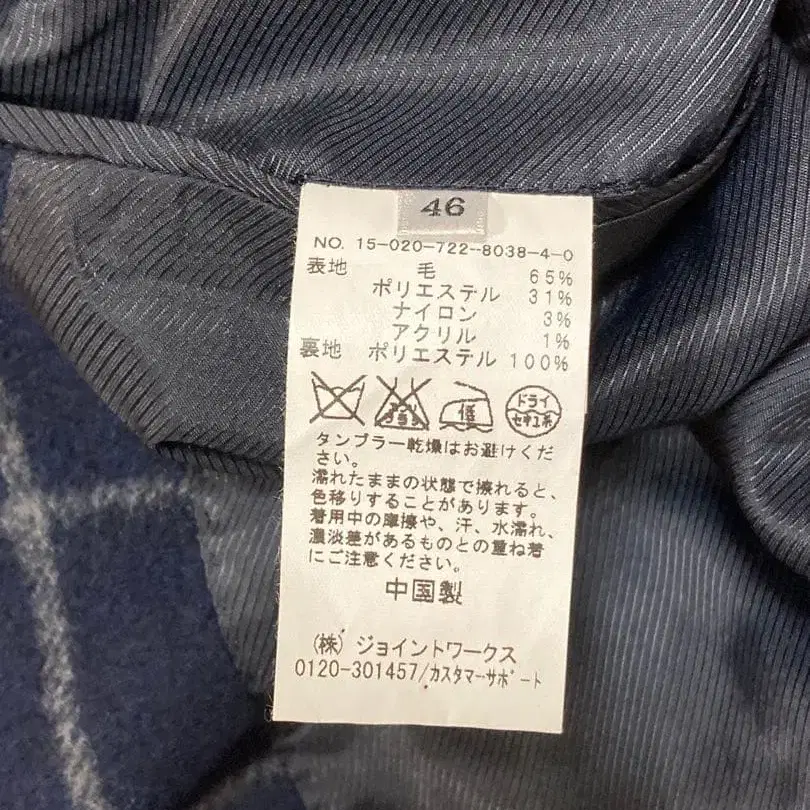 46
NO. 15-020-722-8038-4-0
表地 毛 65%
ポリエステル 31%
ナイロン 3%
アクリル 1%
裏地 ポリエステル 100%
低 ドライ
セキユ系
タンブラー乾燥はお避けくだ
さい。
濡れたままの状態で擦れると、
色移りすることがあります。
着用中の摩擦や、汗、水濡れ、
濃淡差があるものとの重ね着
にご注意ください。
中国製
(株) ジョイントワークス
0120-301457/カスタマーサポート